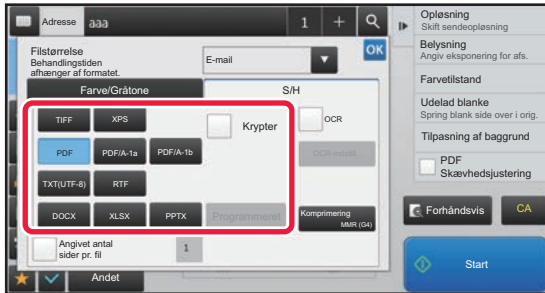 Adresse aaa 1 +
Filstørrelse
Behandlingstiden
afhænger af formatet.
E-mail
OK
Farve/Gråtone
S/H
TIFF XPS
Krypter
OCR
PDF PDF/A-1a PDF/A-1b
OCR-indstil.
TXT(UTF-8) RTF
DOCX XLSX PPTX
Programmeret
Komprimering
MMR (G4)
Angivet antal
sider pr. fil
1
Andet
Opløsning
Skift sendeopløsning
Belysning
Angiv eksponering for afs.
Farvetilstand
Udelad blanke
Spring blank side over i orig.
Tilpasning af baggrund
PDF
Skævhedsjustering
Forhåndsvis
CA
Start